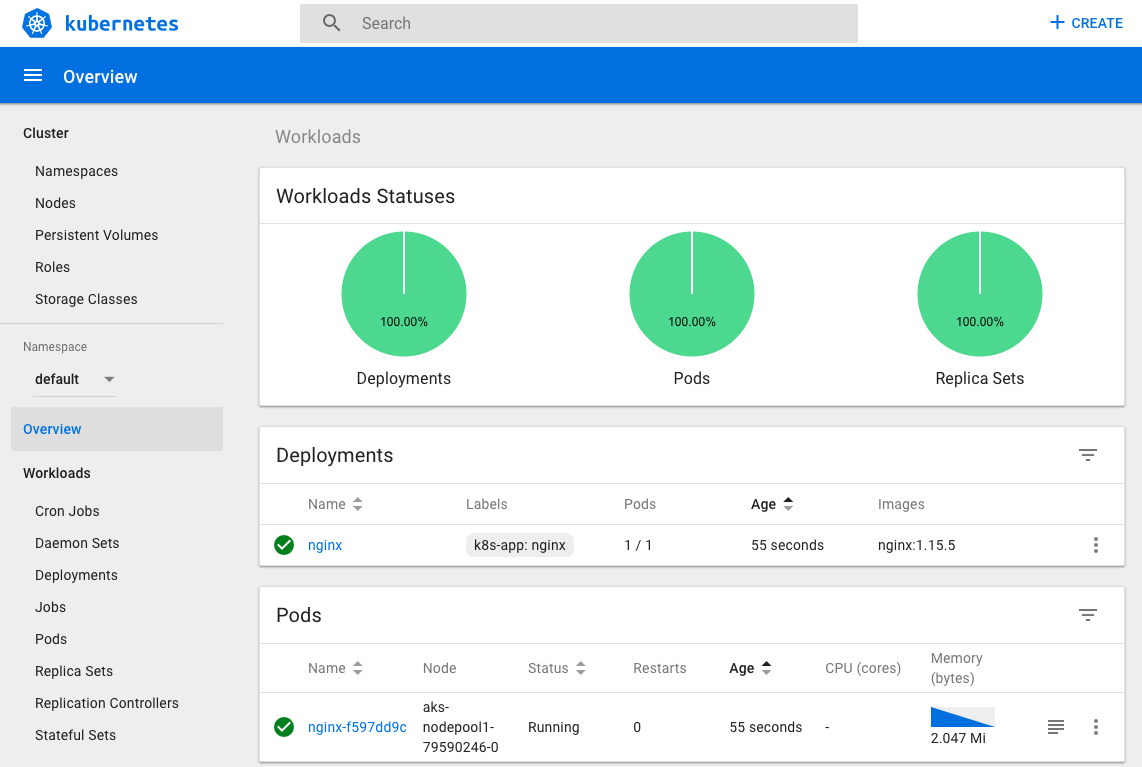 kubernetes
Search
CREATE
Overview
Cluster
Namespaces
Nodes
Persistent Volumes
Roles
Storage Classes
Namespace
default
Overview
Workloads
Cron Jobs
Daemon Sets
Deployments
Jobs
Pods
Replica Sets
Replication Controllers
Stateful Sets
Workloads
Workloads Statuses
100.00% 100.00% 100.00%
Deployments Pods Replica Sets
Deployments
Name Labels Pods Age Images
nginx k8s-app: nginx 1 / 1 55 seconds nginx:1.15.5
Pods
Name Node Status Restarts Age CPU (cores) Memory
(bytes)
aks-
nginx-f597dd9c nodepool1- Running 0 55 seconds -
79590246-0 2.047 Mi